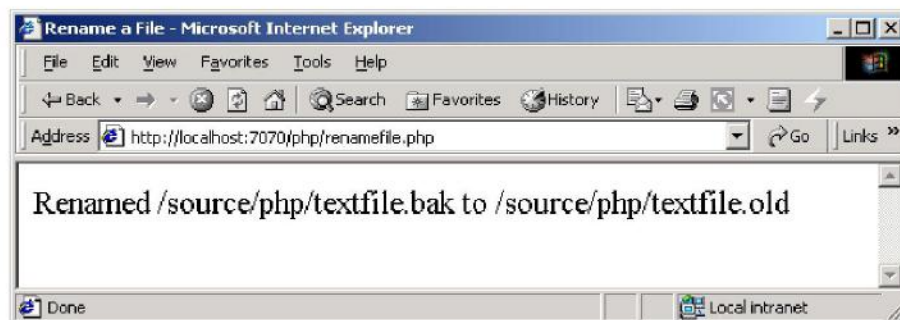 Rename a File - Microsoft Internet Explorer
File Edit View Favorites Tools Help
Back Search Favorites History
Address http://localhost:7070/php/renamefile.php Go Links »
Renamed /source/php/textfile.bak to /source/php/textfile.old
Done Local intranet